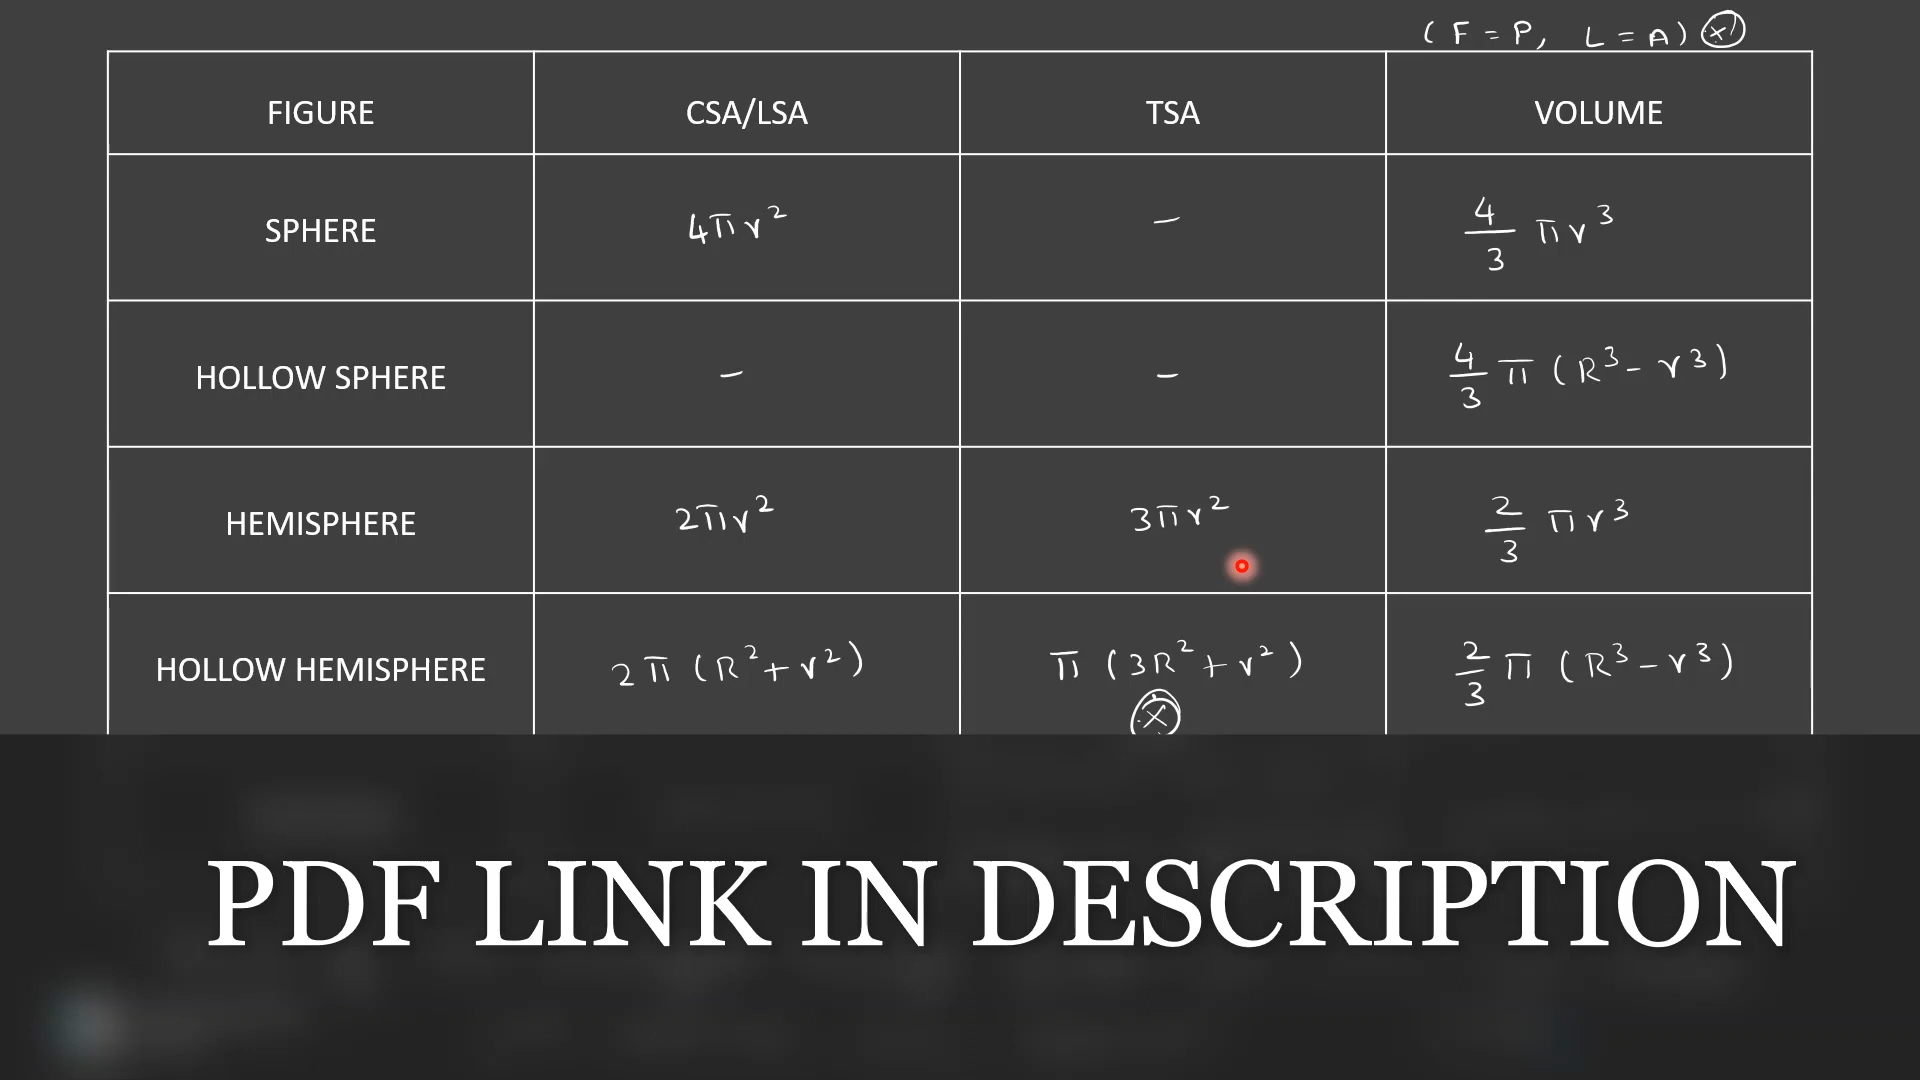 ( F = P, L = A) ⊗
FIGURE CSA/LSA TSA VOLUME
SPHERE 4πr² – 4/3 πr³
HOLLOW SPHERE – – 4/3 π (R³ - r³)
HEMISPHERE 2πr² 3πr² 2/3 πr³
HOLLOW HEMISPHERE 2π (R² + r²) π (3R² + r²) 2/3 π (R³ - r³)
⊗
PDF LINK IN DESCRIPTION